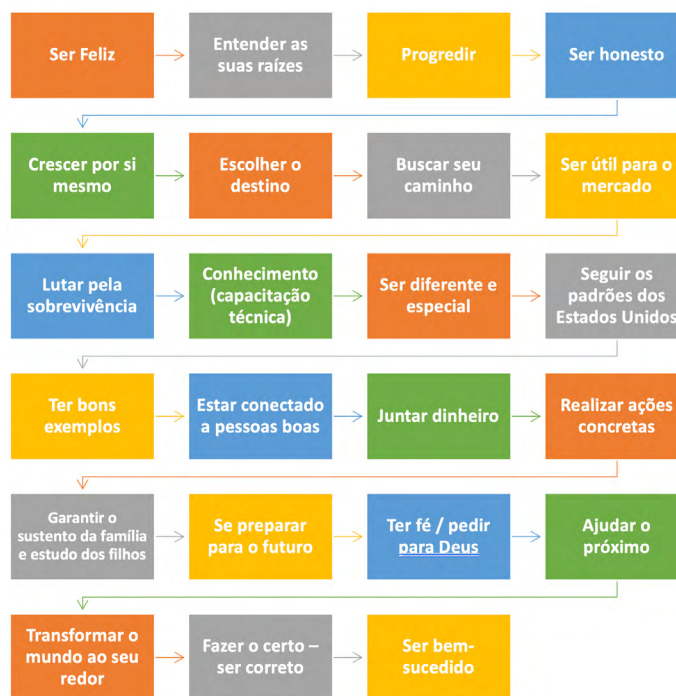 Ser Feliz
Entender as
suas raízes
Progredir
Ser honesto
Crescer por si
mesmo
Escolher o
destino
Buscar seu
caminho
Ser útil para o
mercado
Lutar pela
sobrevivência
Conhecimento
(capacitação
técnica)
Ser diferente e
especial
Seguir os
padrões dos
Estados Unidos
Ter bons
exemplos
Estar conectado
a pessoas boas
Juntar dinheiro
Realizar ações
concretas
Garantir o
sustento da família
e estudo dos filhos
Se preparar
para o futuro
Ter fé / pedir
para Deus
Ajudar o
próximo
Transformar o
mundo ao seu
redor
Fazer o certo –
ser correto
Ser bem-
sucedido